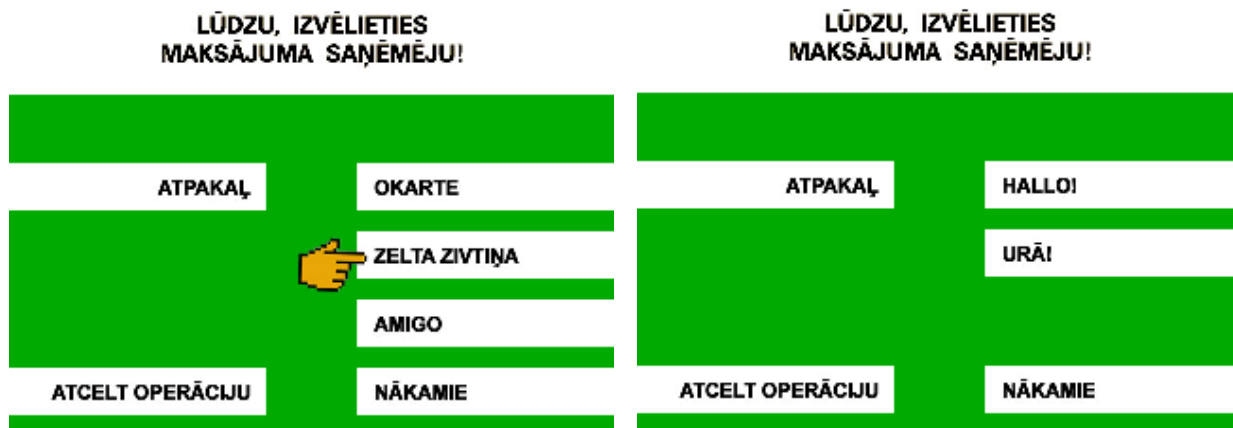 LŪDZU, IZVĒLIETIES
MAKSĀJUMA SAŅĒMĒJU!
ATPAKAĻ
OKARTE
ZELTA ZIVTIŅA
AMIGO
ATCELT OPERĀCIJU
NĀKAMIE
LŪDZU, IZVĒLIETIES
MAKSĀJUMA SAŅĒMĒJU!
ATPAKAĻ
HALLO!
URĀ!
ATCELT OPERĀCIJU
NĀKAMIE